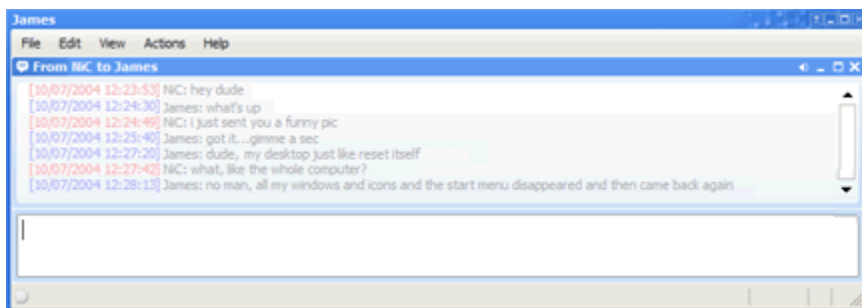 James
File Edit View Actions Help
From NiC to James
[10/07/2004 12:23:53] NiC: hey dude
[10/07/2004 12:24:30] James: what's up
[10/07/2004 12:24:49] NiC: i just sent you a funny pic
[10/07/2004 12:25:40] James: got it...gimme a sec
[10/07/2004 12:27:20] James: dude, my desktop just like reset itself
[10/07/2004 12:27:42] NiC: what, like the whole computer?
[10/07/2004 12:28:13] James: no man, all my windows and icons and the start menu disappeared and then came back again